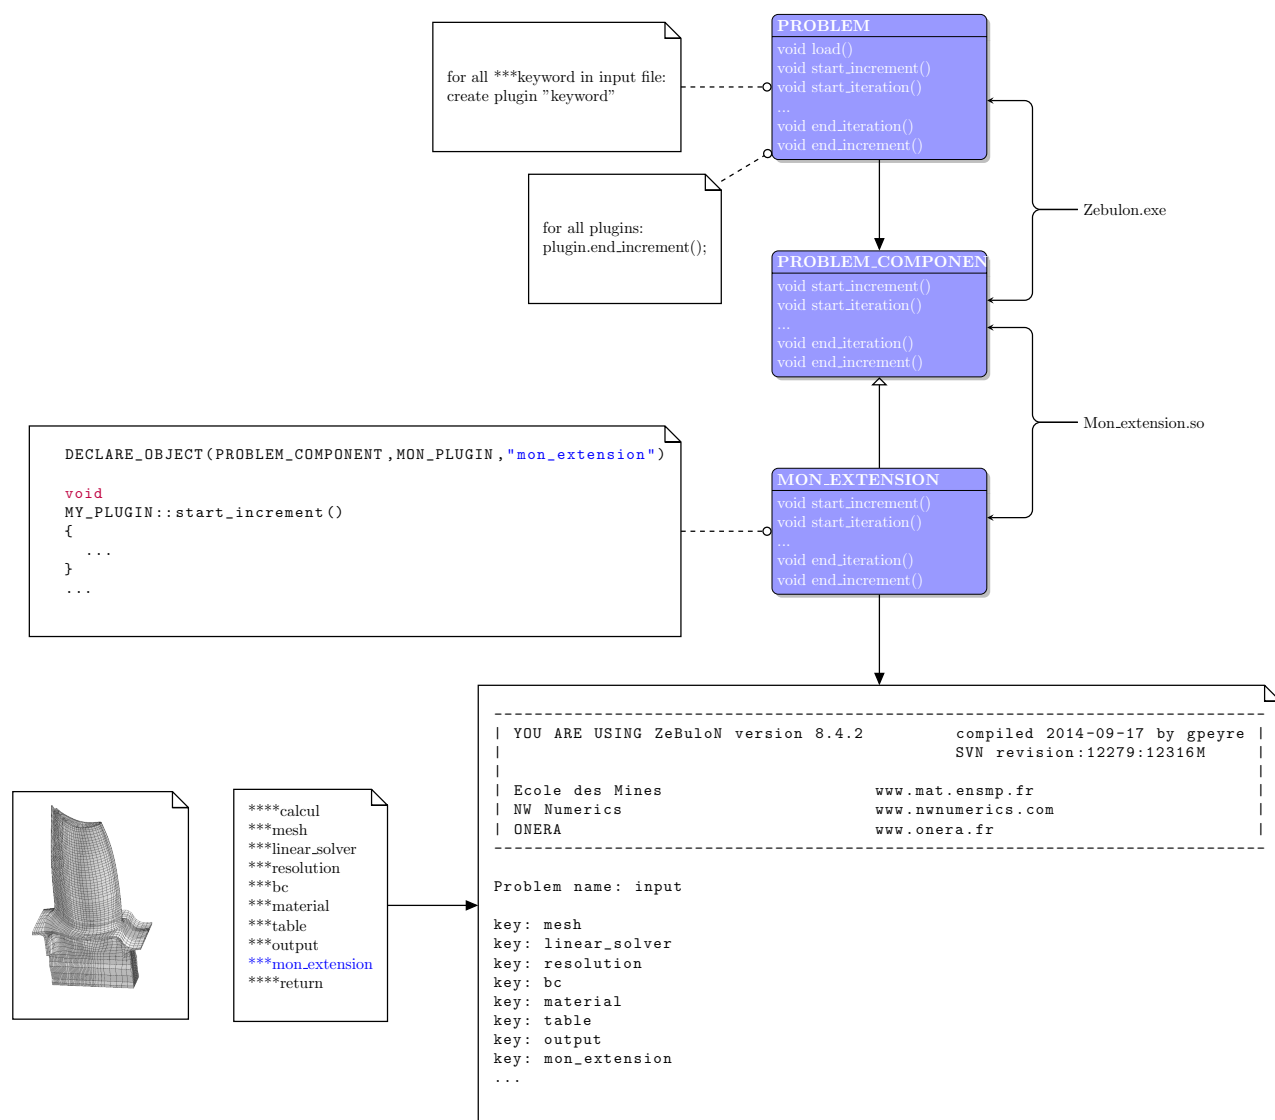 PROBLEM
void load()
void start_increment()
void start_iteration()
...
void end_iteration()
void end_increment()
for all ***keyword in input file:
create plugin "keyword"
for all plugins:
plugin.end_increment();
Zebulon.exe
PROBLEM_COMPONEN
void start_increment()
void start_iteration()
...
void end_iteration()
void end_increment()
Mon_extension.so
DECLARE_OBJECT(PROBLEM_COMPONENT,MON_PLUGIN,"mon_extension")
void
MY_PLUGIN::start_increment()
{
...
}
...
MON_EXTENSION
void start_increment()
void start_iteration()
...
void end_iteration()
void end_increment()
****calcul
***mesh
***linear_solver
***resolution
***bc
***material
***table
***output
***mon_extension
****return
-----------------------------------------------------------------------------
| YOU ARE USING ZeBuloN version 8.4.2 compiled 2014-09-17 by gpeyre |
| SVN revision:12279:12316M |
| |
| Ecole des Mines www.mat.ensmp.fr |
| NW Numerics www.nwnumerics.com |
| ONERA www.onera.fr |
-----------------------------------------------------------------------------
Problem name: input
key: mesh
key: linear_solver
key: resolution
key: bc
key: material
key: table
key: output
key: mon_extension
...